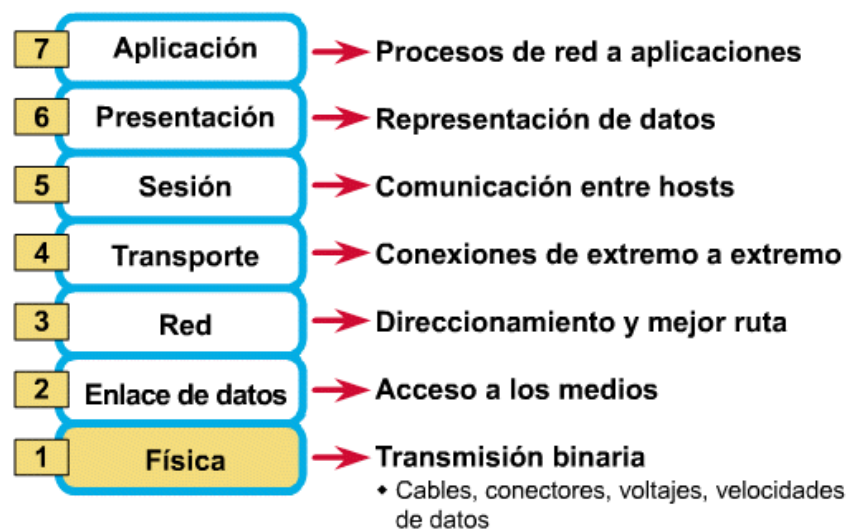 7 Aplicación Procesos de red a aplicaciones
6 Presentación Representación de datos
5 Sesión Comunicación entre hosts
4 Transporte Conexiones de extremo a extremo
3 Red Direccionamiento y mejor ruta
2 Enlace de datos Acceso a los medios
1 Física Transmisión binaria
◆ Cables, conectores, voltajes, velocidades
de datos